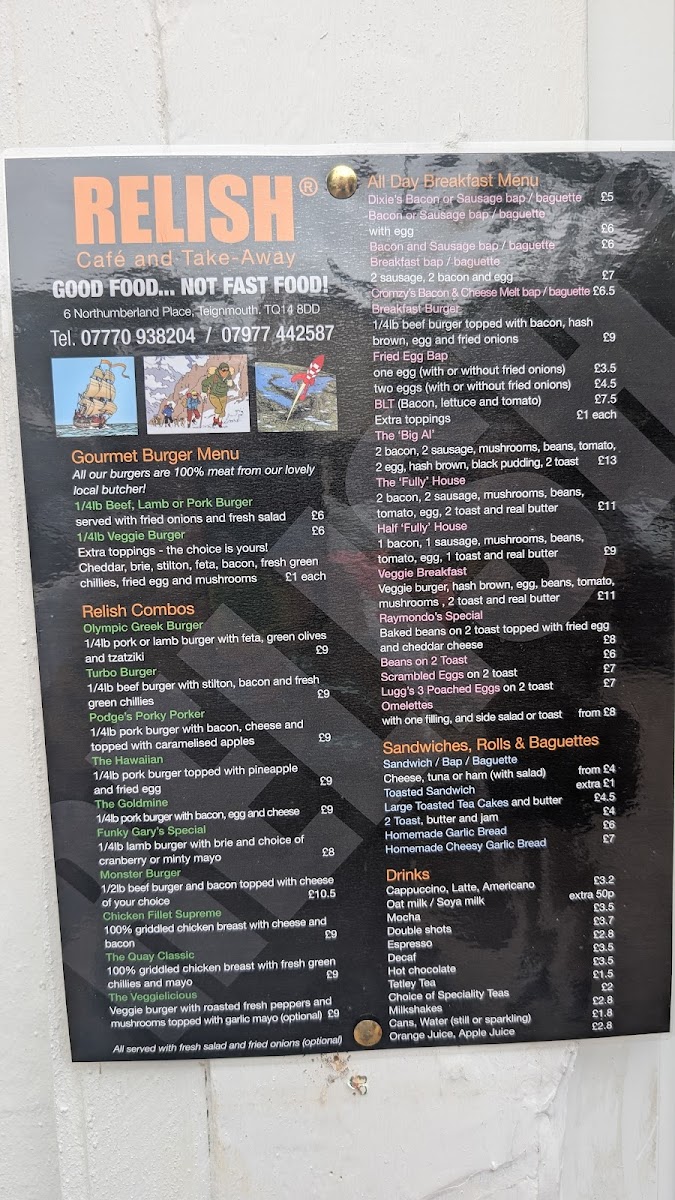 RELISH®
Café and Take-Away
GOOD FOOD... NOT FAST FOOD!
6 Northumberland Place, Teignmouth. TQ14 8DD
Tel. 07770 938204 / 07977 442587
Gourmet Burger Menu
All our burgers are 100% meat from our lovely
local butcher!
1/4lb Beef, Lamb or Pork Burger
served with fried onions and fresh salad £6
1/4lb Veggie Burger £6
Extra toppings - the choice is yours!
Cheddar, brie, stilton, feta, bacon, fresh green
chillies, fried egg and mushrooms £1 each
Relish Combos
Olympic Greek Burger
1/4lb pork or lamb burger with feta, green olives
and tzatziki £9
Turbo Burger
1/4lb beef burger with stilton, bacon and fresh
green chillies £9
Podge's Porky Porker
1/4lb pork burger with bacon, cheese and
topped with caramelised apples £9
The Hawaiian
1/4lb pork burger topped with pineapple
and fried egg £9
The Goldmine
1/4lb pork burger with bacon, egg and cheese £9
Funky Gary's Special
1/4lb lamb burger with brie and choice of
cranberry or minty mayo £8
Monster Burger
1/2lb beef burger and bacon topped with cheese
of your choice £10.5
Chicken Fillet Supreme
100% griddled chicken breast with cheese and
bacon £9
The Quay Classic
100% griddled chicken breast with fresh green
chillies and mayo £9
The Veggielicious
Veggie burger with roasted fresh peppers and
mushrooms topped with garlic mayo (optional) £9
All served with fresh salad and fried onions (optional)
All Day Breakfast Menu
Dixie's Bacon or Sausage bap / baguette £5
Bacon or Sausage bap / baguette
with egg £6
Bacon and Sausage bap / baguette £6
Breakfast bap / baguette
2 sausage, 2 bacon and egg £7
Cromzy's Bacon & Cheese Melt bap / baguette £6.5
Breakfast Burger
1/4lb beef burger topped with bacon, hash
brown, egg and fried onions £9
Fried Egg Bap
one egg (with or without fried onions) £3.5
two eggs (with or without fried onions) £4.5
BLT (Bacon, lettuce and tomato) £7.5
Extra toppings £1 each
The 'Big Al'
2 bacon, 2 sausage, mushrooms, beans, tomato,
2 egg, hash brown, black pudding, 2 toast £13
The 'Fully' House
2 bacon, 2 sausage, mushrooms, beans,
tomato, egg, 2 toast and real butter £11
Half 'Fully' House
1 bacon, 1 sausage, mushrooms, beans,
tomato, egg, 1 toast and real butter £9
Veggie Breakfast
Veggie burger, hash brown, egg, beans, tomato,
mushrooms , 2 toast and real butter £11
Raymondo's Special
Baked beans on 2 toast topped with fried egg
and cheddar cheese £8
Beans on 2 Toast £6
Scrambled Eggs on 2 toast £7
Lugg's 3 Poached Eggs on 2 toast £7
Omelettes
with one filling, and side salad or toast from £8
Sandwiches, Rolls & Baguettes
Sandwich / Bap / Baguette
Cheese, tuna or ham (with salad) from £4
Toasted Sandwich extra £1
Large Toasted Tea Cakes and butter £4.5
2 Toast, butter and jam £4
Homemade Garlic Bread £6
Homemade Cheesy Garlic Bread £7
Drinks
Cappuccino, Latte, Americano £3.2
Oat milk / Soya milk extra 50p
Mocha £3.5
Double shots £3.7
Espresso £2.8
Decaf £3.5
Hot chocolate £3.5
Tetley Tea £1.5
Choice of Speciality Teas £2
Milkshakes £2.8
Cans, Water (still or sparkling) £1.8
Orange Juice, Apple Juice £2.8
RELISH